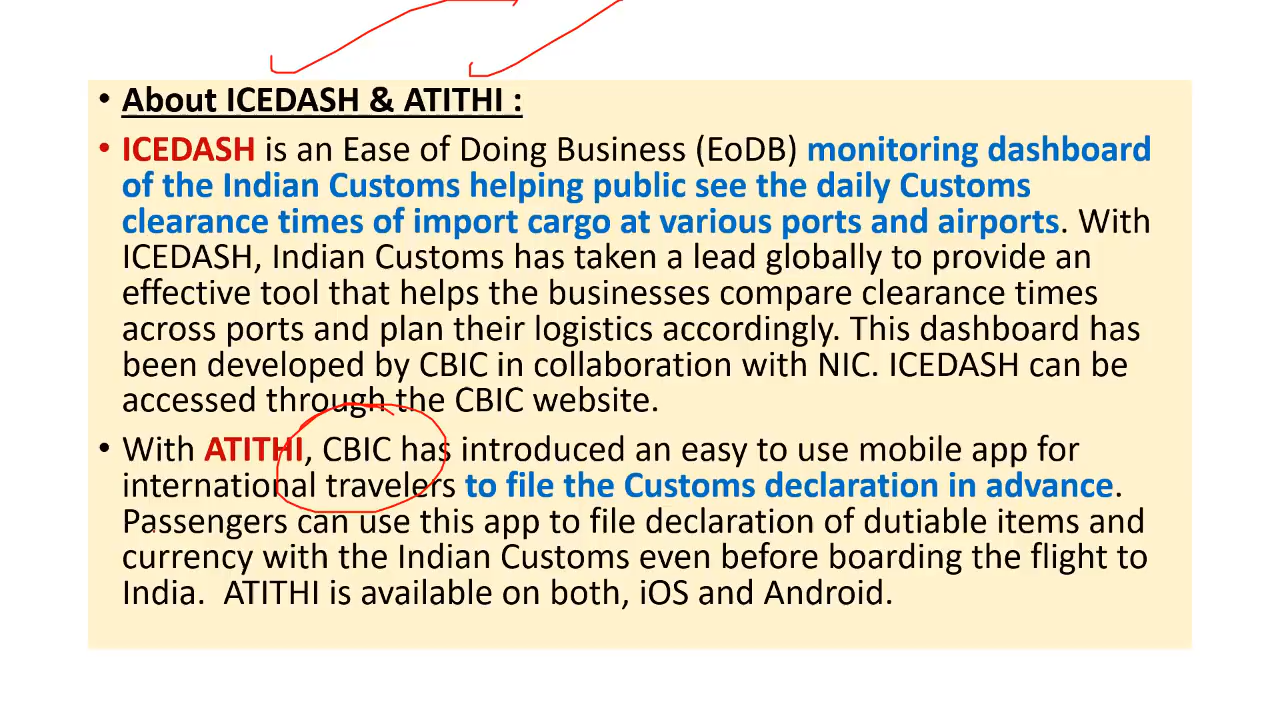 • About ICEDASH & ATITHI :
• ICEDASH is an Ease of Doing Business (EoDB) monitoring dashboard
of the Indian Customs helping public see the daily Customs
clearance times of import cargo at various ports and airports. With
ICEDASH, Indian Customs has taken a lead globally to provide an
effective tool that helps the businesses compare clearance times
across ports and plan their logistics accordingly. This dashboard has
been developed by CBIC in collaboration with NIC. ICEDASH can be
accessed through the CBIC website.
• With ATITHI, CBIC has introduced an easy to use mobile app for
international travelers to file the Customs declaration in advance.
Passengers can use this app to file declaration of dutiable items and
currency with the Indian Customs even before boarding the flight to
India.  ATITHI is available on both, iOS and Android.